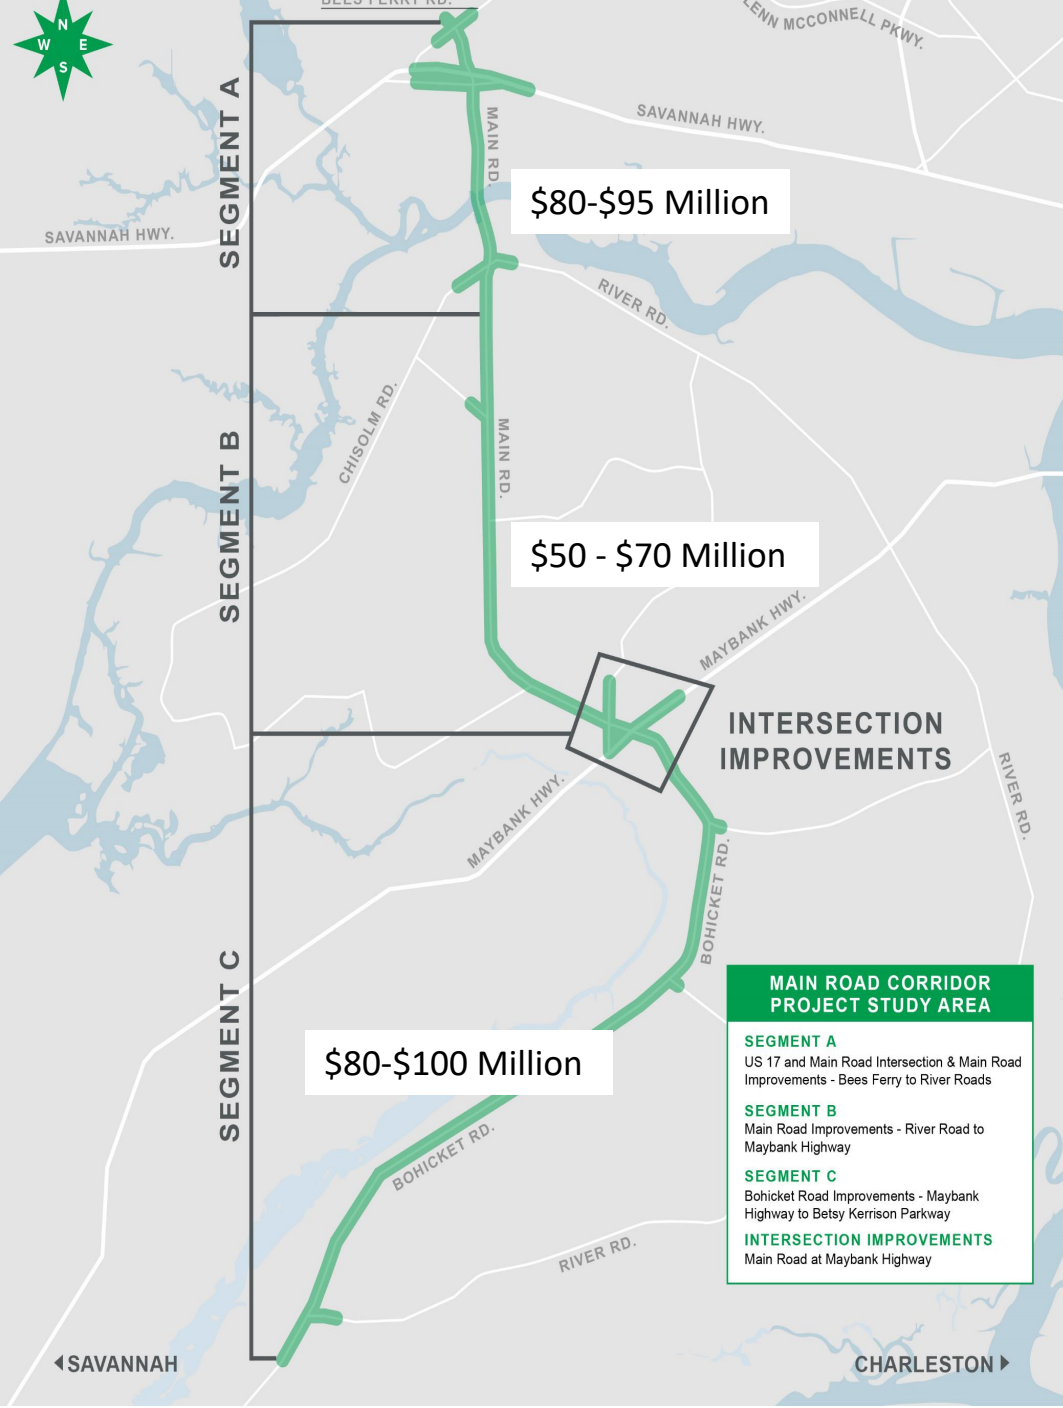 BEES FERRY RD.
GLENN MCCONNELL PKWY.
N
W E
S
SEGMENT A
MAIN RD.
SAVANNAH HWY.
$80-$95 Million
SAVANNAH HWY.
RIVER RD.
SEGMENT B
CHISOLM RD.
MAIN RD.
$50 - $70 Million
MAYBANK HWY.
INTERSECTION
IMPROVEMENTS
RIVER RD.
MAYBANK HWY.
BOHICKET RD.
SEGMENT C
$80-$100 Million
BOHICKET RD.
RIVER RD.
MAIN ROAD CORRIDOR
PROJECT STUDY AREA
SEGMENT A
US 17 and Main Road Intersection & Main Road
Improvements - Bees Ferry to River Roads
SEGMENT B
Main Road Improvements - River Road to
Maybank Highway
SEGMENT C
Bohicket Road Improvements - Maybank
Highway to Betsy Kerrison Parkway
INTERSECTION IMPROVEMENTS
Main Road at Maybank Highway
SAVANNAH
CHARLESTON